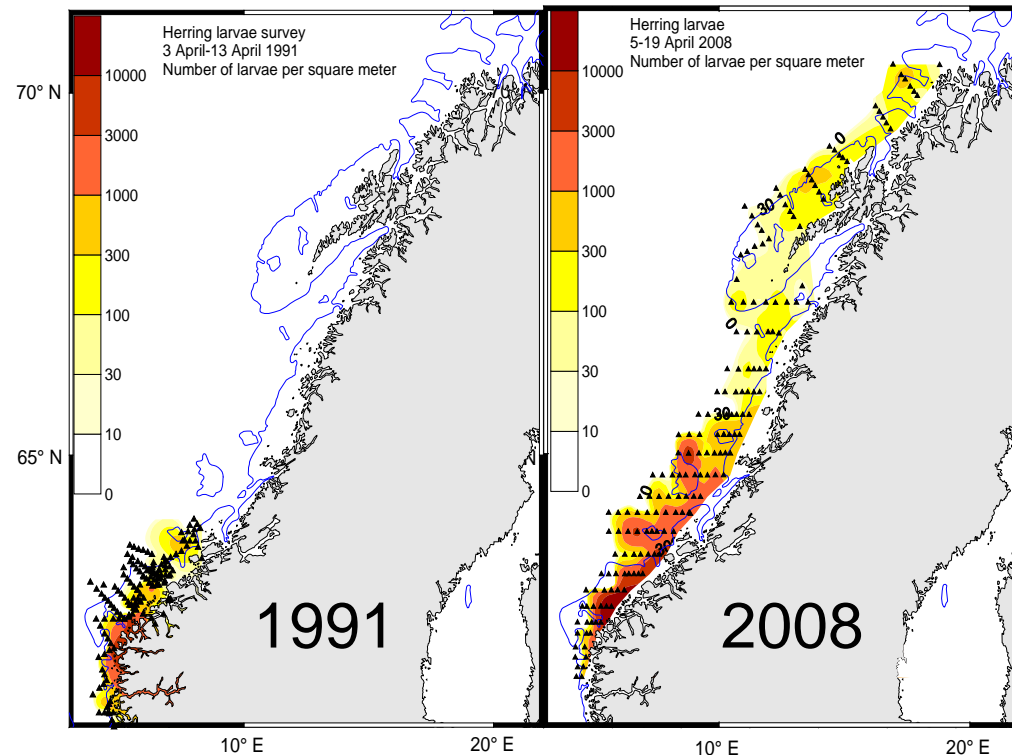 Herring larvae survey
3 April-13 April 1991
Number of larvae per square meter
10000
3000
1000
300
100
30
10
0
70° N
65° N
1991
10° E
20° E
Herring larvae
5-19 April 2008
Number of larvae per square meter
10000
3000
1000
300
100
30
10
0
0
30
0
30
30
2008
10° E
20° E